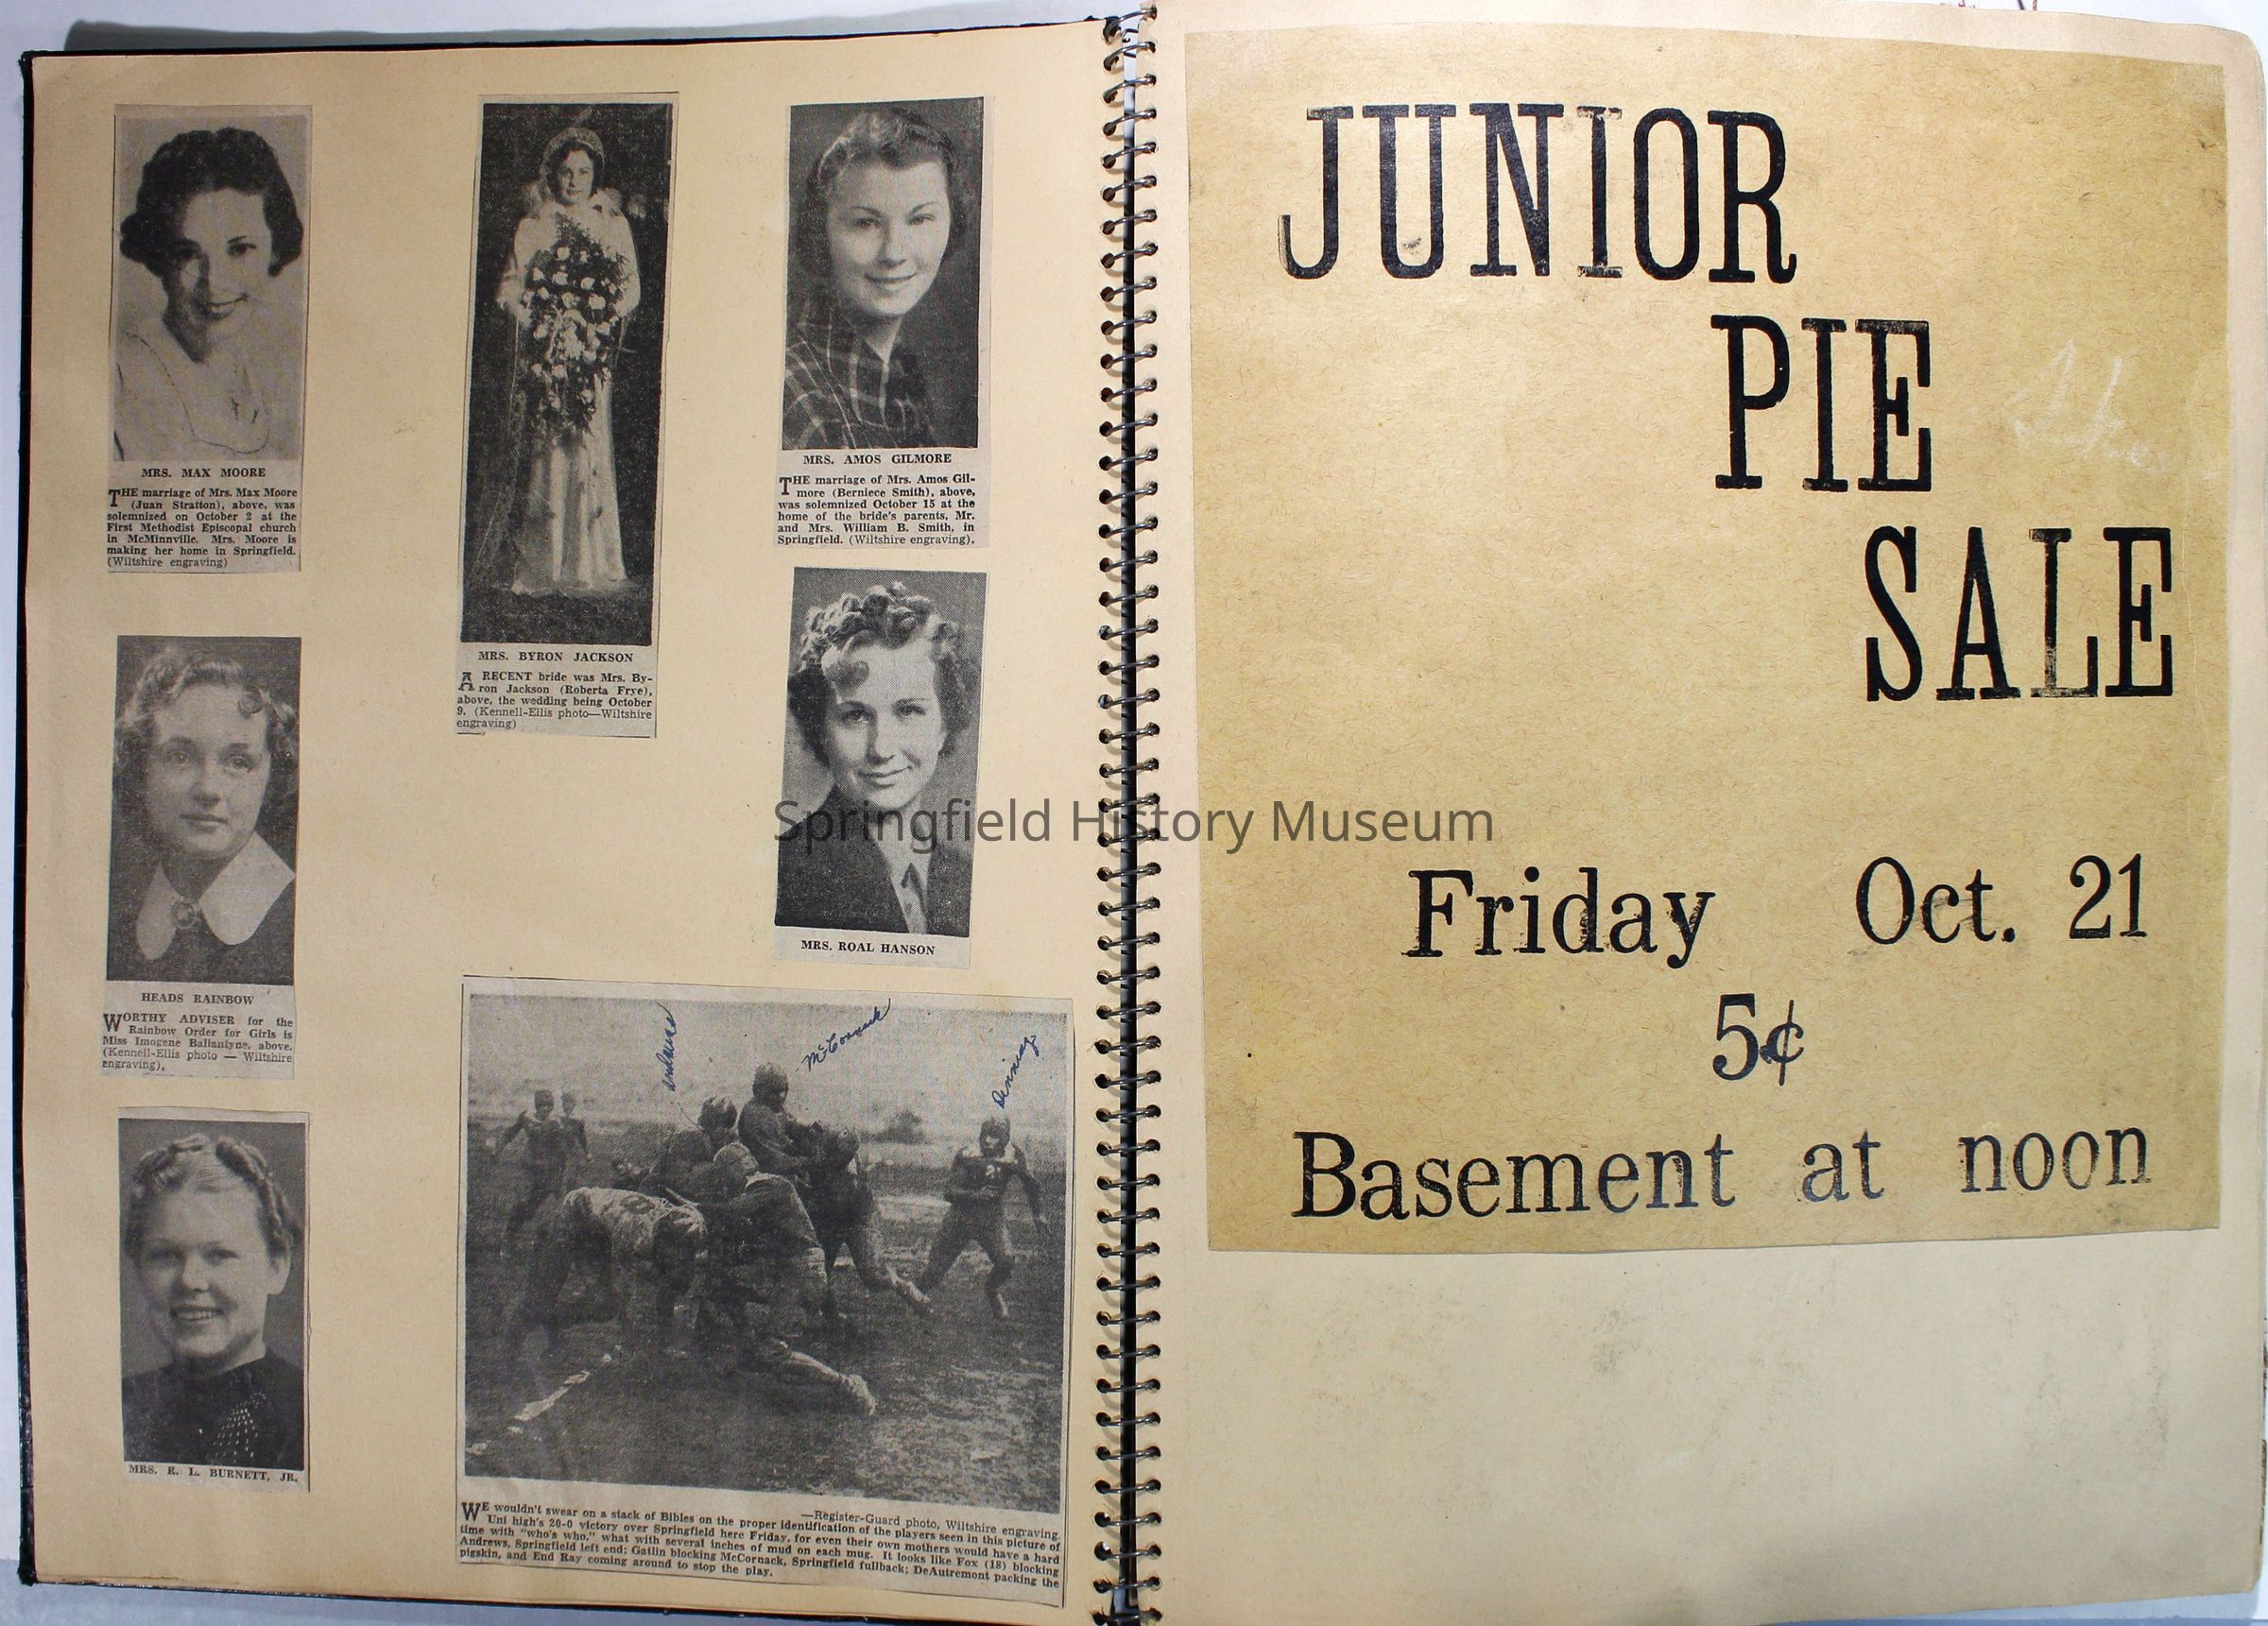 MRS. MAX MOORE
THE marriage of Mrs. Max Moore
(Juan Stratton), above, was
solemnized on October 2 at the
First Methodist Episcopal church
in McMinnville. Mrs. Moore is
making her home in Springfield.
(Wiltshire engraving)
HEADS RAINBOW
WORTHY ADVISER for the
Rainbow Order for Girls is
Miss Imogene Ballantyne, above.
(Kennell-Ellis photo — Wiltshire
engraving).
MRS. R. L. BURNETT, JR.
MRS. BYRON JACKSON
A RECENT bride was Mrs. By-
ron Jackson (Roberta Frye),
above, the wedding being October
9. (Kennell-Ellis photo—Wiltshire
engraving)
MRS. AMOS GILMORE
THE marriage of Mrs. Amos Gil-
more (Berniece Smith), above,
was solemnized October 15 at the
home of the bride's parents, Mr.
and Mrs. William B. Smith, in
Springfield. (Wiltshire engraving).
MRS. ROAL HANSON
McCornack
Dinning
—Register-Guard photo, Wiltshire engraving.
WE wouldn't swear on a stack of Bibles on the proper identification of the players seen in this picture of
Uni high's 20-0 victory over Springfield here Friday, for even their own mothers would have a hard
time with "who's who." what with several inches of mud on each mug. It looks like Fox (18) blocking
Andrews, Springfield left end; Gatlin blocking McCornack, Springfield fullback; DeAutremont packing the
pigskin, and End Ray coming around to stop the play.
JUNIOR
PIE
SALE
Friday Oct. 21
5¢
Basement at noon
Springfield History Museum